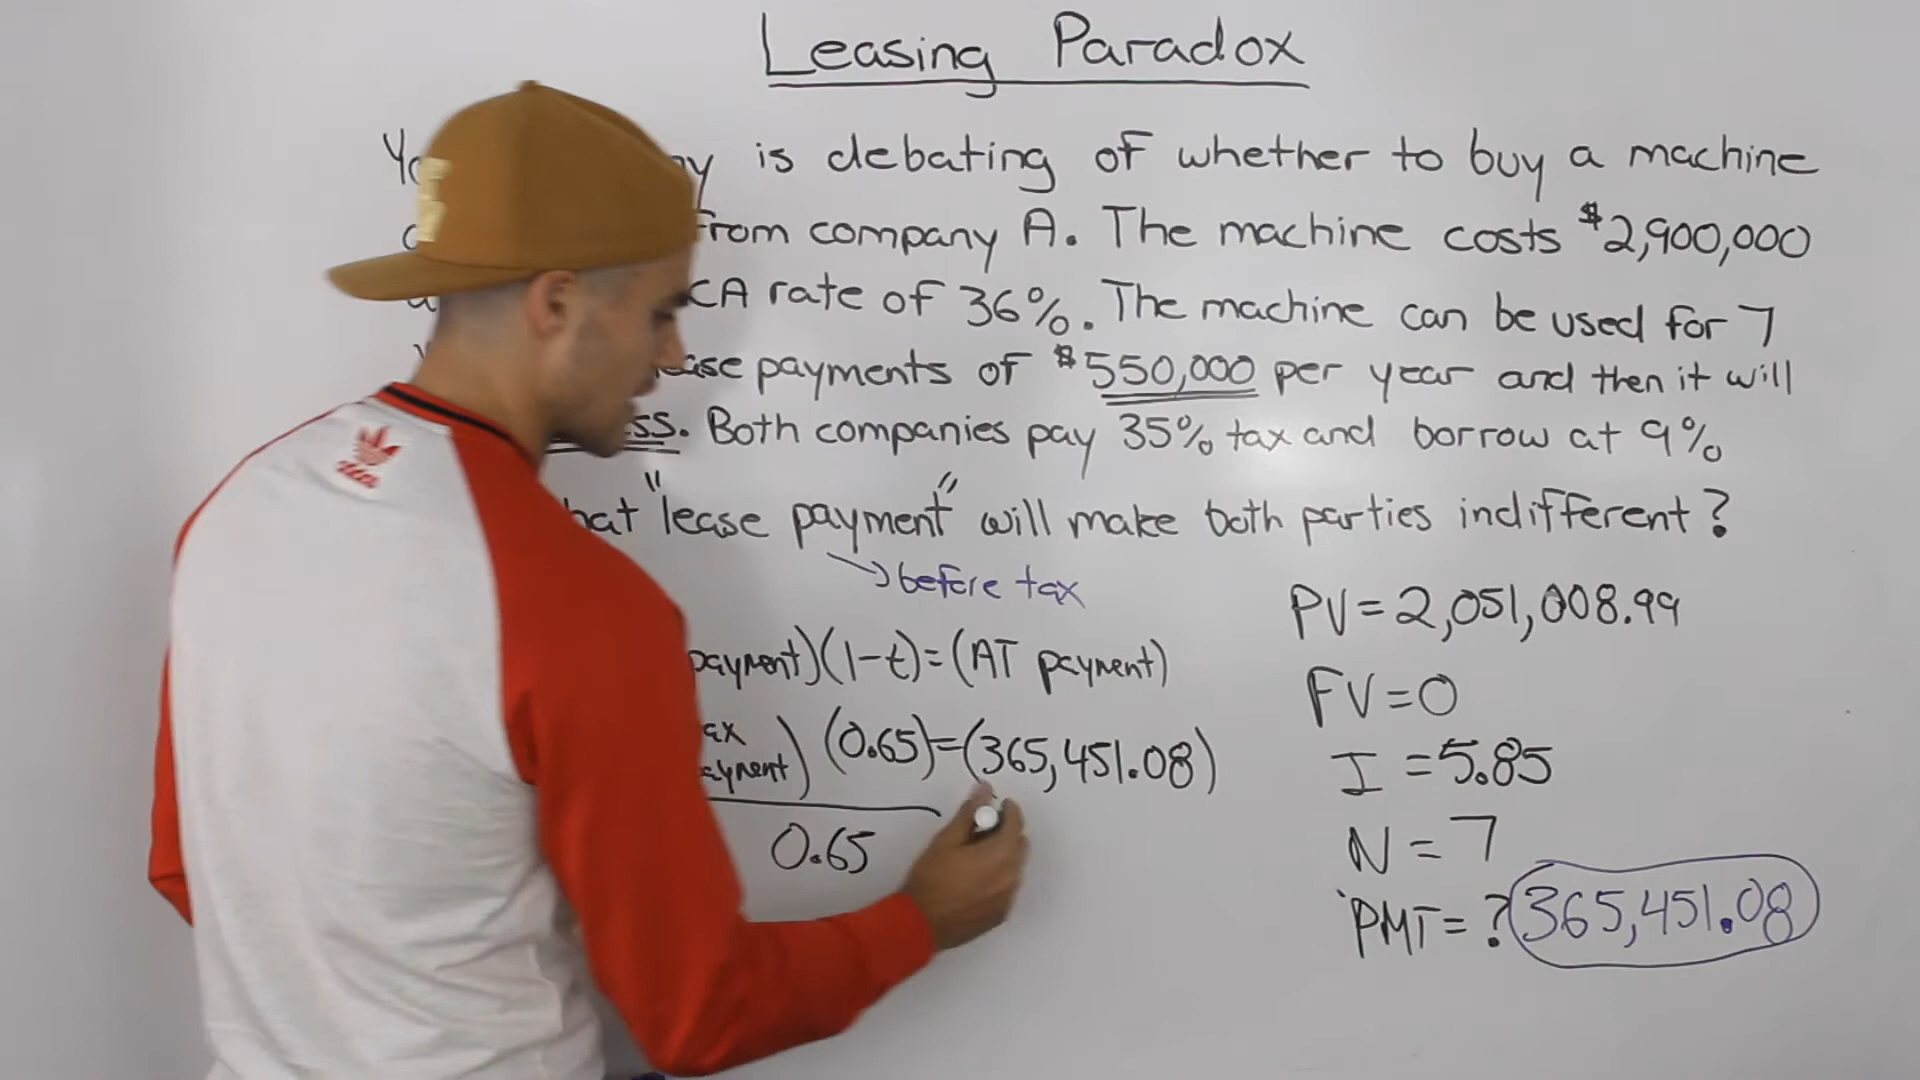 Leasing Paradox
is debating of whether to buy a machine
from company A. The machine costs $2,900,000
CA rate of 36%. The machine can be used for 7
payments of $550,000 per year and then it will
Both companies pay 35% tax and borrow at 9%
"lease payment" will make both parties indifferent?
before tax
payment)(1-t)=(AT payment)
(0.65)=(365,451.08)
0.65
PV=2,051,008.99
FV=0
I=5.85
N=7
PMT=? 365,451.08